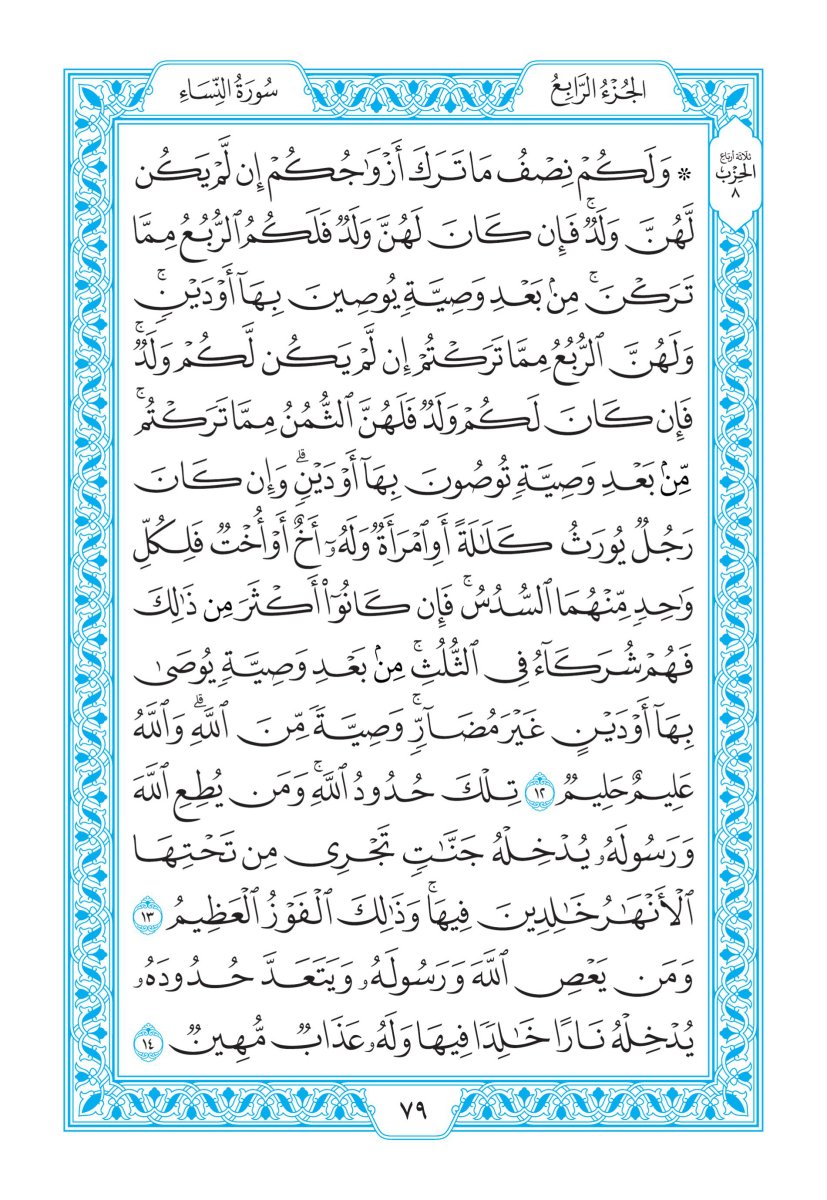 سُورَةُ النِّسَاءِ
الجُزْءُ الرَّابِعُ
ثلاثة أرباع
الحِزْب
٨
* وَلَكُمْ نِصْفُ مَا تَرَكَ أَزْوَٰجُكُمْ إِن لَّمْ يَكُن
لَّهُنَّ وَلَدٌۚ فَإِن كَانَ لَهُنَّ وَلَدٌ فَلَكُمُ ٱلرُّبُعُ مِمَّا
تَرَكْنَۚ مِنۢ بَعْدِ وَصِيَّةٍ يُوصِينَ بِهَآ أَوْ دَيْنٍۚ
وَلَهُنَّ ٱلرُّبُعُ مِمَّا تَرَكْتُمْ إِن لَّمْ يَكُن لَّكُمْ وَلَدٌۚ
فَإِن كَانَ لَكُمْ وَلَدٌ فَلَهُنَّ ٱلثُّمُنُ مِمَّا تَرَكْتُمۚ
مِّنۢ بَعْدِ وَصِيَّةٍ تُوصُونَ بِهَآ أَوْ دَيْنٍۗ وَإِن كَانَ
رَجُلٌ يُورَثُ كَلَٰلَةً أَوِ ٱمْرَأَةٌ وَلَهُۥٓ أَخٌ أَوْ أُخْتٌ فَلِكُلِّ
وَٰحِدٍ مِّنْهُمَا ٱلسُّدُسُۚ فَإِن كَانُوٓا۟ أَكْثَرَ مِن ذَٰلِكَ
فَهُمْ شُرَكَآءُ فِى ٱلثُّلُثِۚ مِنۢ بَعْدِ وَصِيَّةٍ يُوصَىٰ
بِهَآ أَوْ دَيْنٍ غَيْرَ مُضَآرٍّۚ وَصِيَّةً مِّنَ ٱللَّهِۗ وَٱللَّهُ
عَلِيمٌ حَلِيمٌ ١٢ تِلْكَ حُدُودُ ٱللَّهِۚ وَمَن يُطِعِ ٱللَّهَ
وَرَسُولَهُۥ يُدْخِلْهُ جَنَّٰتٍ تَجْرِى مِن تَحْتِهَا
ٱلْأَنْهَٰرُ خَٰلِدِينَ فِيهَاۚ وَذَٰلِكَ ٱلْفَوْزُ ٱلْعَظِيمُ ١٣
وَمَن يَعْصِ ٱللَّهَ وَرَسُولَهُۥ وَيَتَعَدَّ حُدُودَهُۥ
يُدْخِلْهُ نَارًا خَٰلِدًا فِيهَا وَلَهُۥ عَذَابٌ مُّهِينٌ ١٤
٧٩